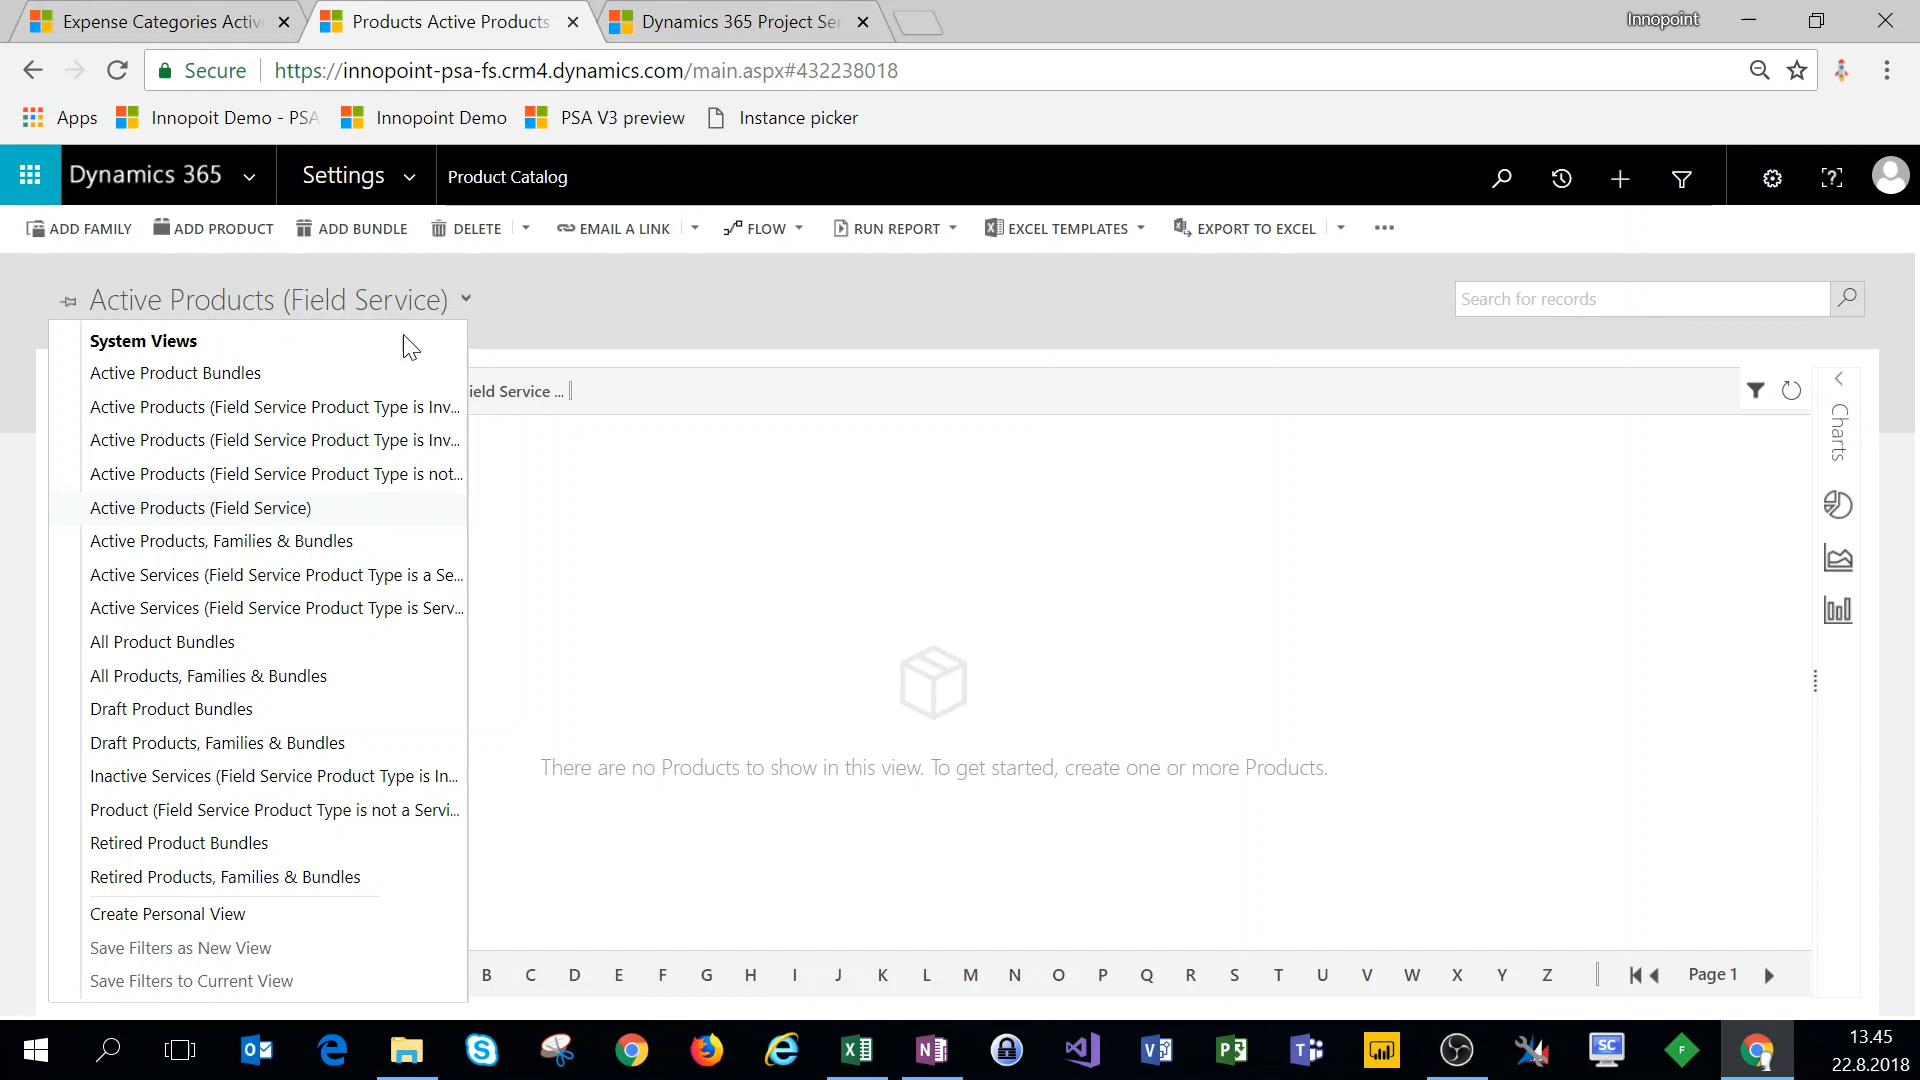 Expense Categories Activ
Products Active Products
Dynamics 365 Project Ser
Innopoint
Secure
https://innopoint-psa-fs.crm4.dynamics.com/main.aspx#432238018
Apps
Innopoit Demo - PSA
Innopoint Demo
PSA V3 preview
Instance picker
Dynamics 365
Settings
Product Catalog
ADD FAMILY
ADD PRODUCT
ADD BUNDLE
DELETE
EMAIL A LINK
FLOW
RUN REPORT
EXCEL TEMPLATES
EXPORT TO EXCEL
Active Products (Field Service)
Search for records
System Views
Active Product Bundles
Active Products (Field Service Product Type is Inv...
Active Products (Field Service Product Type is Inv...
Active Products (Field Service Product Type is not...
Active Products (Field Service)
Active Products, Families & Bundles
Active Services (Field Service Product Type is a Se...
Active Services (Field Service Product Type is Serv...
All Product Bundles
All Products, Families & Bundles
Draft Product Bundles
Draft Products, Families & Bundles
Inactive Services (Field Service Product Type is In...
Product (Field Service Product Type is not a Servi...
Retired Product Bundles
Retired Products, Families & Bundles
Create Personal View
Save Filters as New View
Save Filters to Current View
ield Service ...
Charts
There are no Products to show in this view. To get started, create one or more Products.
B C D E F G H I J K L M N O P Q R S T U V W X Y Z
Page 1
SC
13.45
22.8.2018